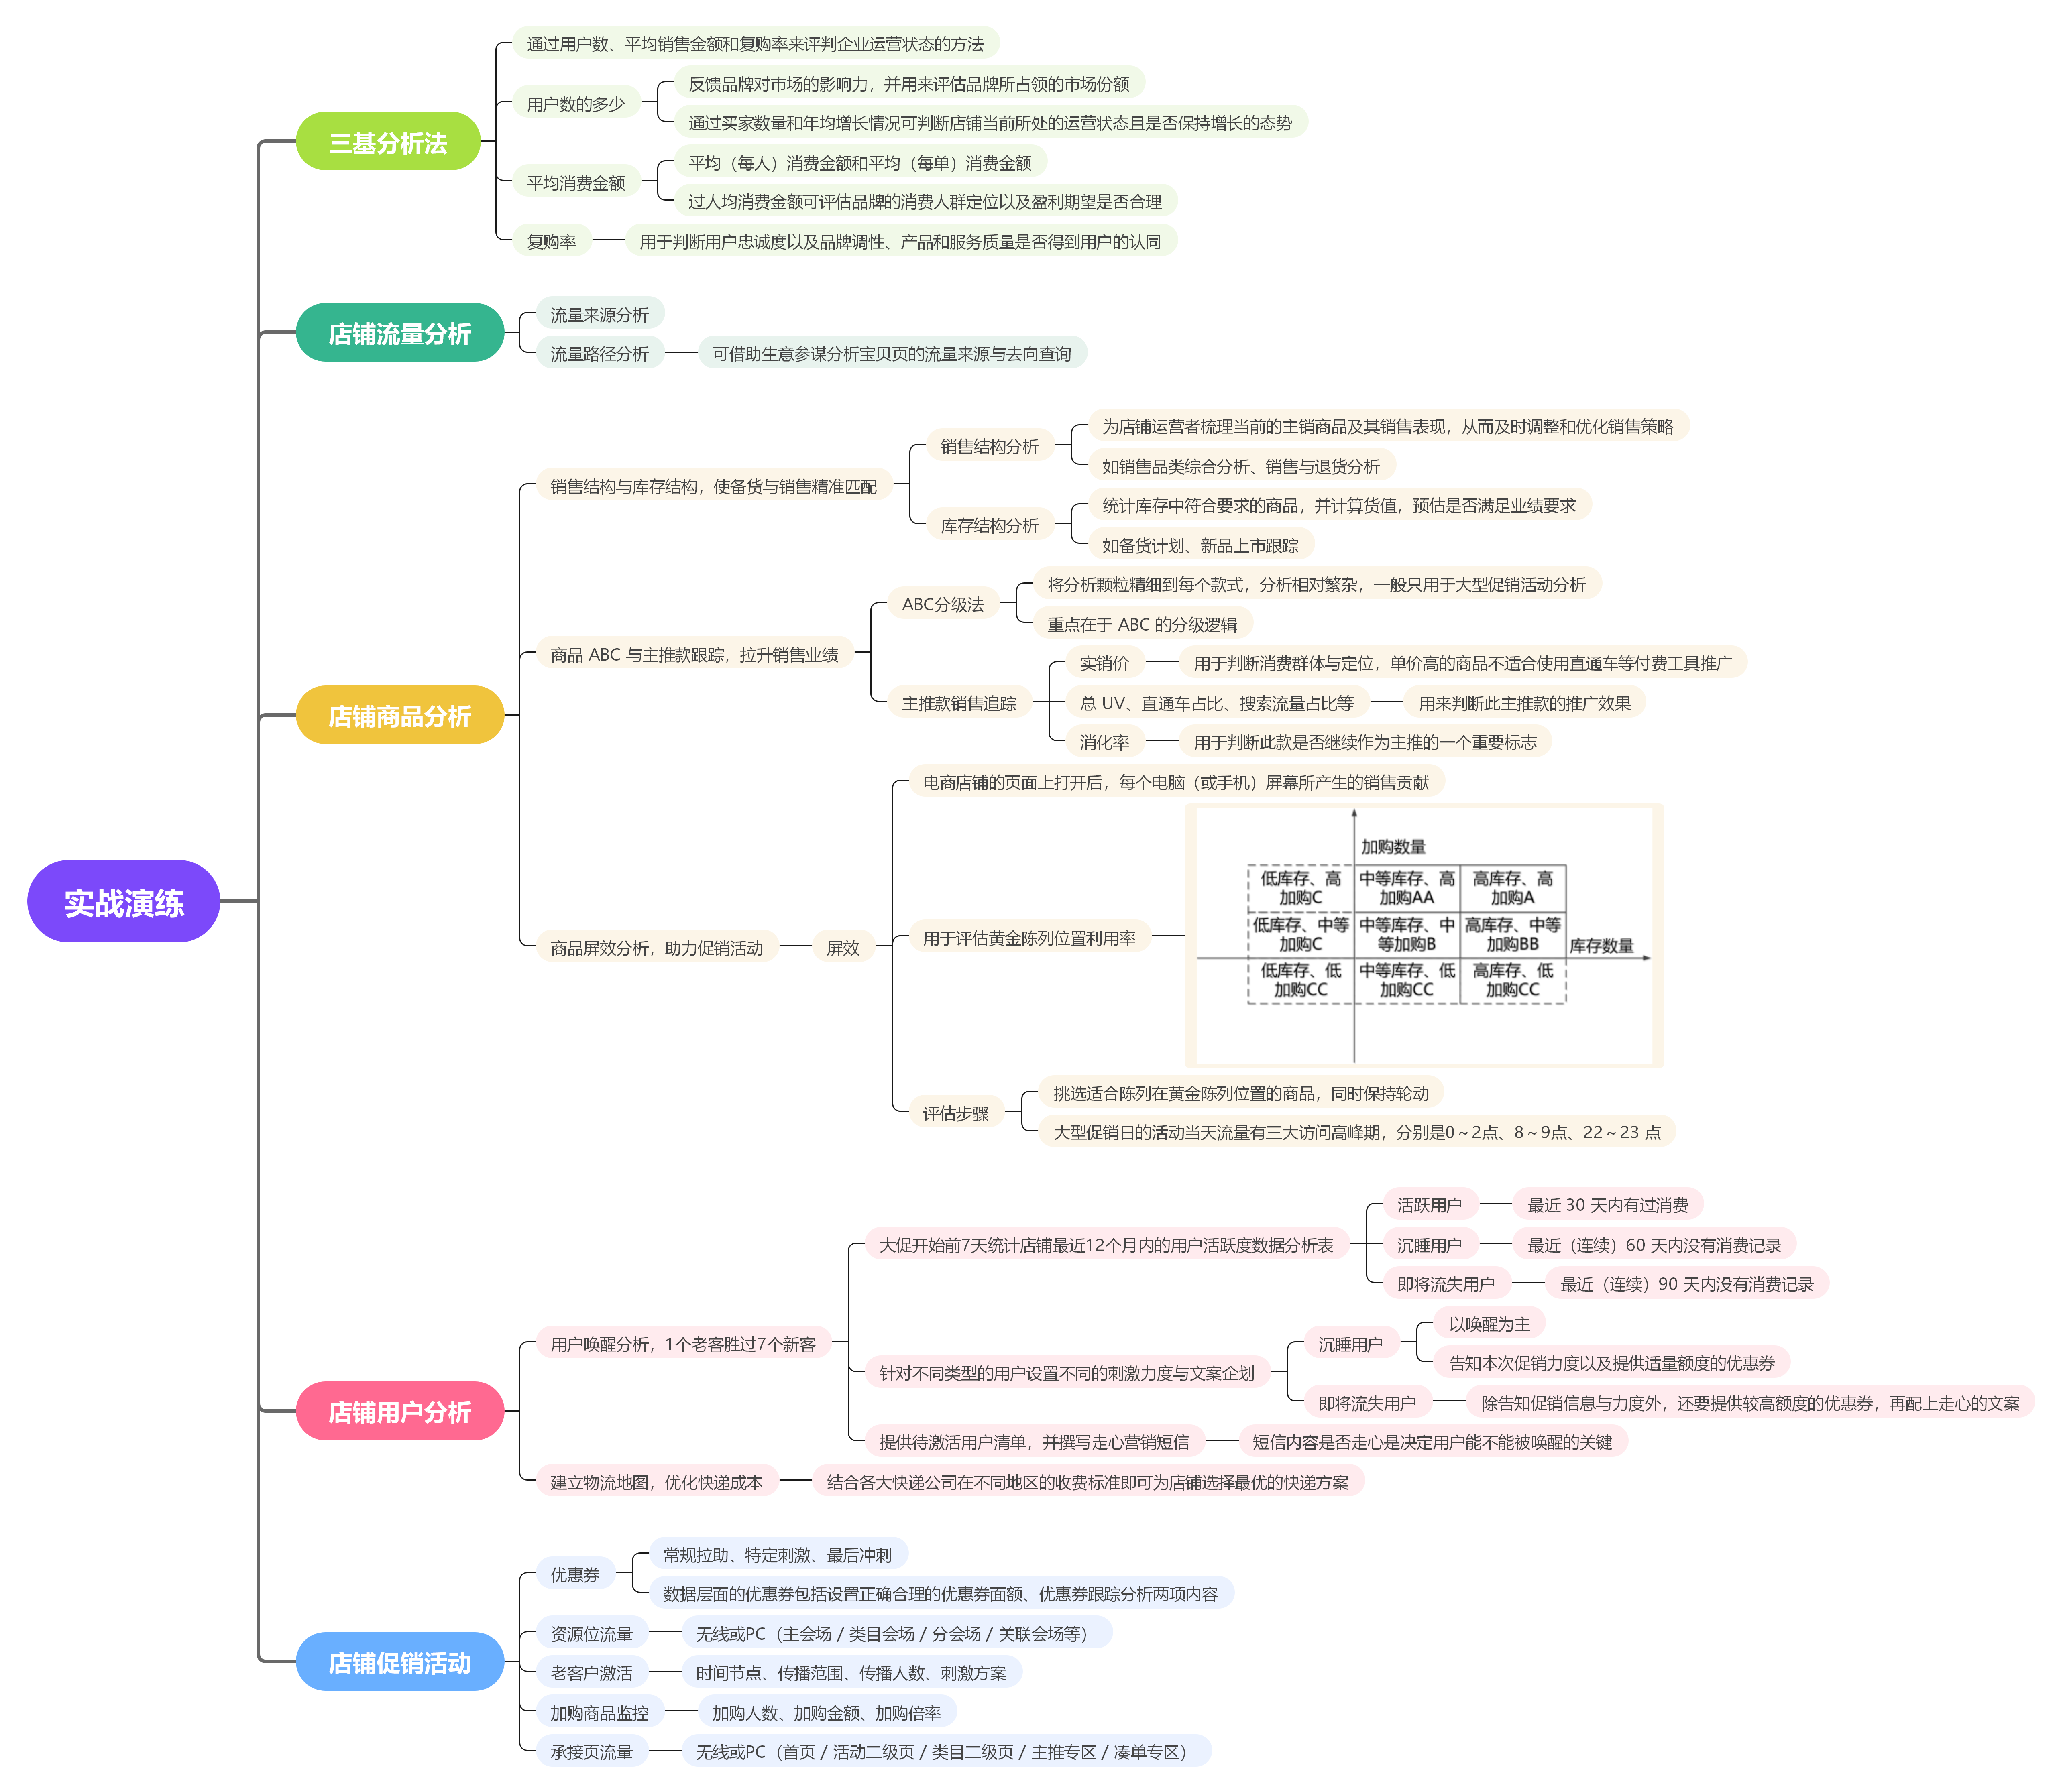 实战演练
三基分析法
通过用户数、平均销售金额和复购率来评判企业运营状态的方法
用户数的多少
反馈品牌对市场的影响力，并用来评估品牌所占领的市场份额
通过买家数量和年均增长情况可判断店铺当前所处的运营状态且是否保持增长的态势
平均消费金额
平均（每人）消费金额和平均（每单）消费金额
过人均消费金额可评估品牌的消费人群定位以及盈利期望是否合理
复购率
用于判断用户忠诚度以及品牌调性、产品和服务质量是否得到用户的认同
店铺流量分析
流量来源分析
流量路径分析
可借助生意参谋分析宝贝页的流量来源与去向查询
店铺商品分析
销售结构与库存结构，使备货与销售精准匹配
销售结构分析
为店铺运营者梳理当前的主销商品及其销售表现，从而及时调整和优化销售策略
如销售品类综合分析、销售与退货分析
库存结构分析
统计库存中符合要求的商品，并计算货值，预估是否满足业绩要求
如备货计划、新品上市跟踪
商品 ABC 与主推款跟踪，拉升销售业绩
ABC分级法
将分析颗粒精细到每个款式，分析相对繁杂，一般只用于大型促销活动分析
重点在于 ABC 的分级逻辑
主推款销售追踪
实销价
用于判断消费群体与定位，单价高的商品不适合使用直通车等付费工具推广
总 UV、直通车占比、搜索流量占比等
用来判断此主推款的推广效果
消化率
用于判断此款是否继续作为主推的一个重要标志
商品屏效分析，助力促销活动
屏效
电商店铺的页面上打开后，每个电脑（或手机）屏幕所产生的销售贡献
用于评估黄金陈列位置利用率
加购数量
低库存、高
加购C
中等库存、高
加购AA
高库存、高
加购A
低库存、中等
加购C
中等库存、中
等加购B
高库存、中等
加购BB
库存数量
低库存、低
加购CC
中等库存、低
加购CC
高库存、低
加购CC
评估步骤
挑选适合陈列在黄金陈列位置的商品，同时保持轮动
大型促销日的活动当天流量有三大访问高峰期，分别是0～2点、8～9点、22～23 点
店铺用户分析
用户唤醒分析，1个老客胜过7个新客
大促开始前7天统计店铺最近12个月内的用户活跃度数据分析表
活跃用户
最近 30 天内有过消费
沉睡用户
最近（连续）60 天内没有消费记录
即将流失用户
最近（连续）90 天内没有消费记录
针对不同类型的用户设置不同的刺激力度与文案企划
沉睡用户
以唤醒为主
告知本次促销力度以及提供适量额度的优惠券
即将流失用户
除告知促销信息与力度外，还要提供较高额度的优惠券，再配上走心的文案
提供待激活用户清单，并撰写走心营销短信
短信内容是否走心是决定用户能不能被唤醒的关键
建立物流地图，优化快递成本
结合各大快递公司在不同地区的收费标准即可为店铺选择最优的快递方案
店铺促销活动
优惠券
常规拉助、特定刺激、最后冲刺
数据层面的优惠券包括设置正确合理的优惠券面额、优惠券跟踪分析两项内容
资源位流量
无线或PC（主会场 / 类目会场 / 分会场 / 关联会场等）
老客户激活
时间节点、传播范围、传播人数、刺激方案
加购商品监控
加购人数、加购金额、加购倍率
承接页流量
无线或PC（首页 / 活动二级页 / 类目二级页 / 主推专区 / 凑单专区）